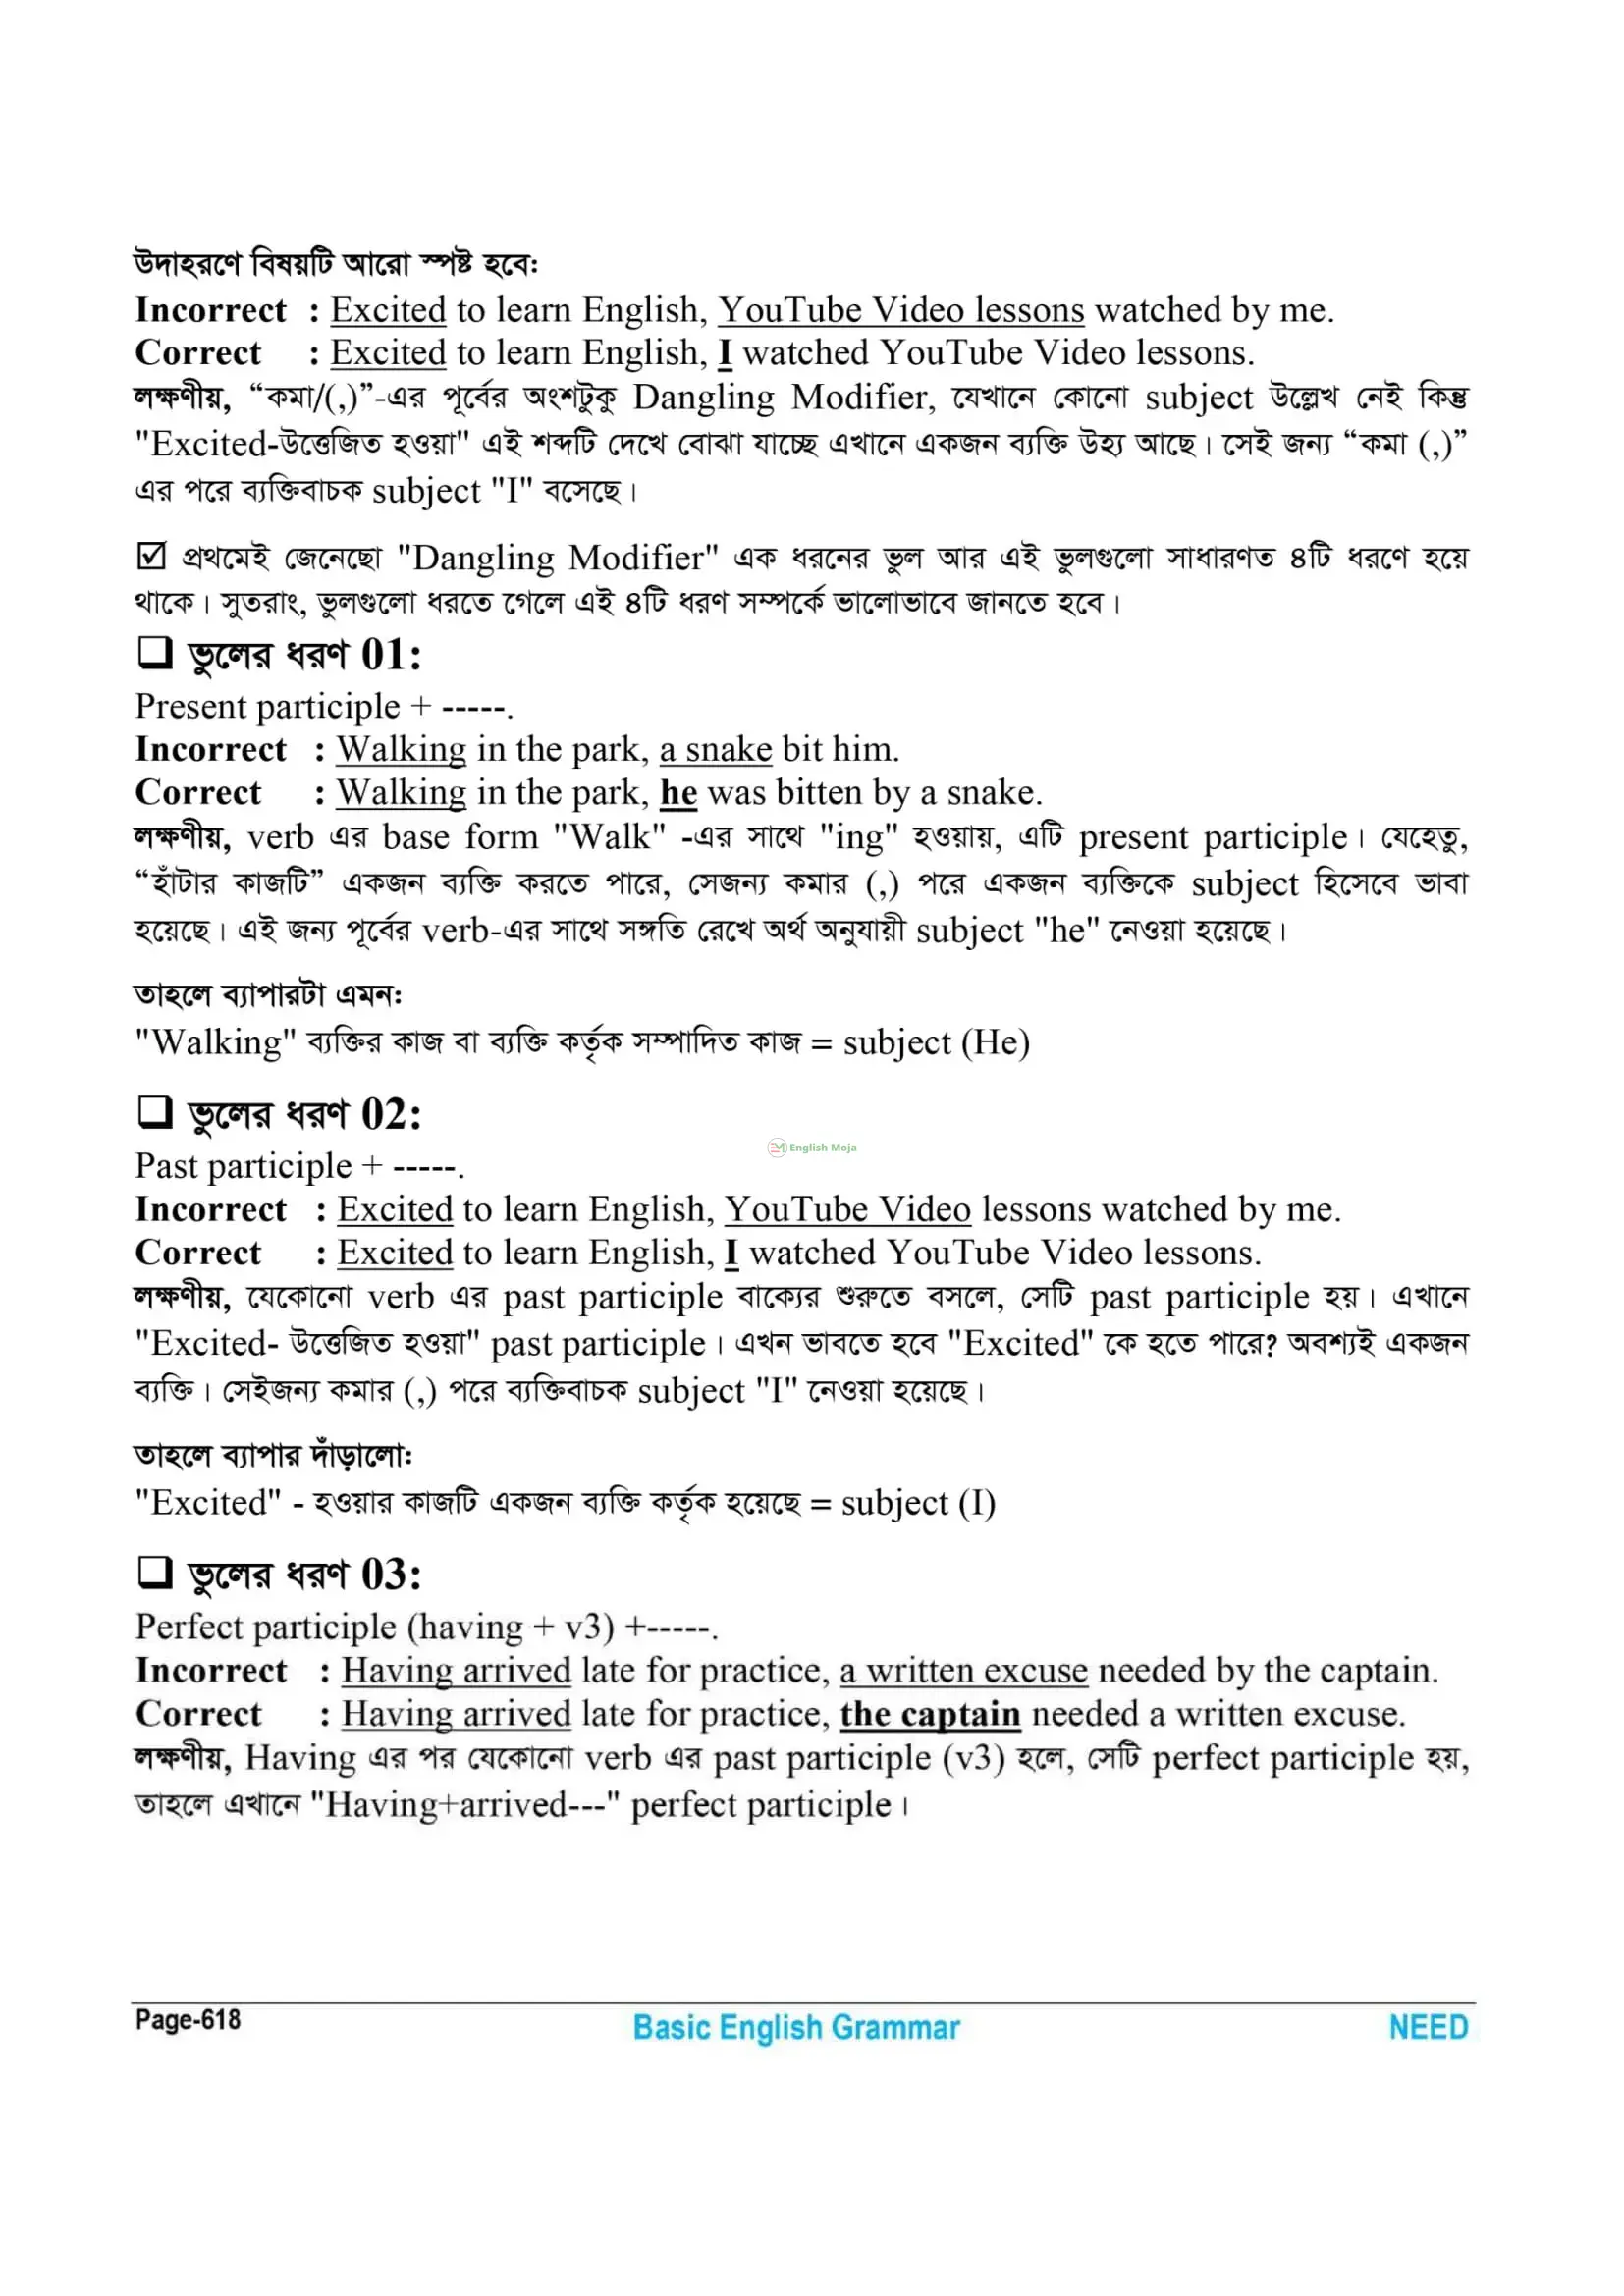 উদাহরণে বিষয়টি আরো স্পষ্ট হবে:
Incorrect : Excited to learn English, YouTube Video lessons watched by me.
Correct : Excited to learn English, I watched YouTube Video lessons.
লক্ষণীয়, “কমা/(,)”-এর পূর্বের অংশটুকু Dangling Modifier, যেখানে কোনো subject উল্লেখ নেই কিন্তু
"Excited-উত্তেজিত হওয়া" এই শব্দটি দেখে বোঝা যাচ্ছে এখানে একজন ব্যক্তি উহ্য আছে। সেই জন্য “কমা (,)”
এর পরে ব্যক্তিবাচক subject "I" বসেছে।
☑ প্রথমেই জেনেছো "Dangling Modifier" এক ধরনের ভুল আর এই ভুলগুলো সাধারণত ৪টি ধরণে হয়ে
থাকে। সুতরাং, ভুলগুলো ধরতে গেলে এই ৪টি ধরণ সম্পর্কে ভালোভাবে জানতে হবে।
❑ ভুলের ধরণ 01:
Present participle + -----.
Incorrect : Walking in the park, a snake bit him.
Correct : Walking in the park, he was bitten by a snake.
লক্ষণীয়, verb এর base form "Walk" -এর সাথে "ing" হওয়ায়, এটি present participle। যেহেতু,
“হাঁটার কাজটি” একজন ব্যক্তি করতে পারে, সেজন্য কমার (,) পরে একজন ব্যক্তিকে subject হিসেবে ভাবা
হয়েছে। এই জন্য পূর্বের verb-এর সাথে সঙ্গতি রেখে অর্থ অনুযায়ী subject "he" নেওয়া হয়েছে।
তাহলে ব্যাপারটা এমন:
"Walking" ব্যক্তির কাজ বা ব্যক্তি কর্তৃক সম্পাদিত কাজ = subject (He)
❑ ভুলের ধরণ 02:
English Moja
Past participle + -----.
Incorrect : Excited to learn English, YouTube Video lessons watched by me.
Correct : Excited to learn English, I watched YouTube Video lessons.
লক্ষণীয়, যেকোনো verb এর past participle বাক্যের শুরুতে বসলে, সেটি past participle হয়। এখানে
"Excited- উত্তেজিত হওয়া" past participle। এখন ভাবতে হবে "Excited" কে হতে পারে? অবশ্যই একজন
ব্যক্তি। সেইজন্য কমার (,) পরে ব্যক্তিবাচক subject "I" নেওয়া হয়েছে।
তাহলে ব্যাপার দাঁড়ালো:
"Excited" - হওয়ার কাজটি একজন ব্যক্তি কর্তৃক হয়েছে = subject (I)
❑ ভুলের ধরণ 03:
Perfect participle (having + v3) +-----.
Incorrect : Having arrived late for practice, a written excuse needed by the captain.
Correct : Having arrived late for practice, the captain needed a written excuse.
লক্ষণীয়, Having এর পর যেকোনো verb এর past participle (v3) হলে, সেটি perfect participle হয়,
তাহলে এখানে "Having+arrived---" perfect participle।
Page-618 Basic English Grammar NEED